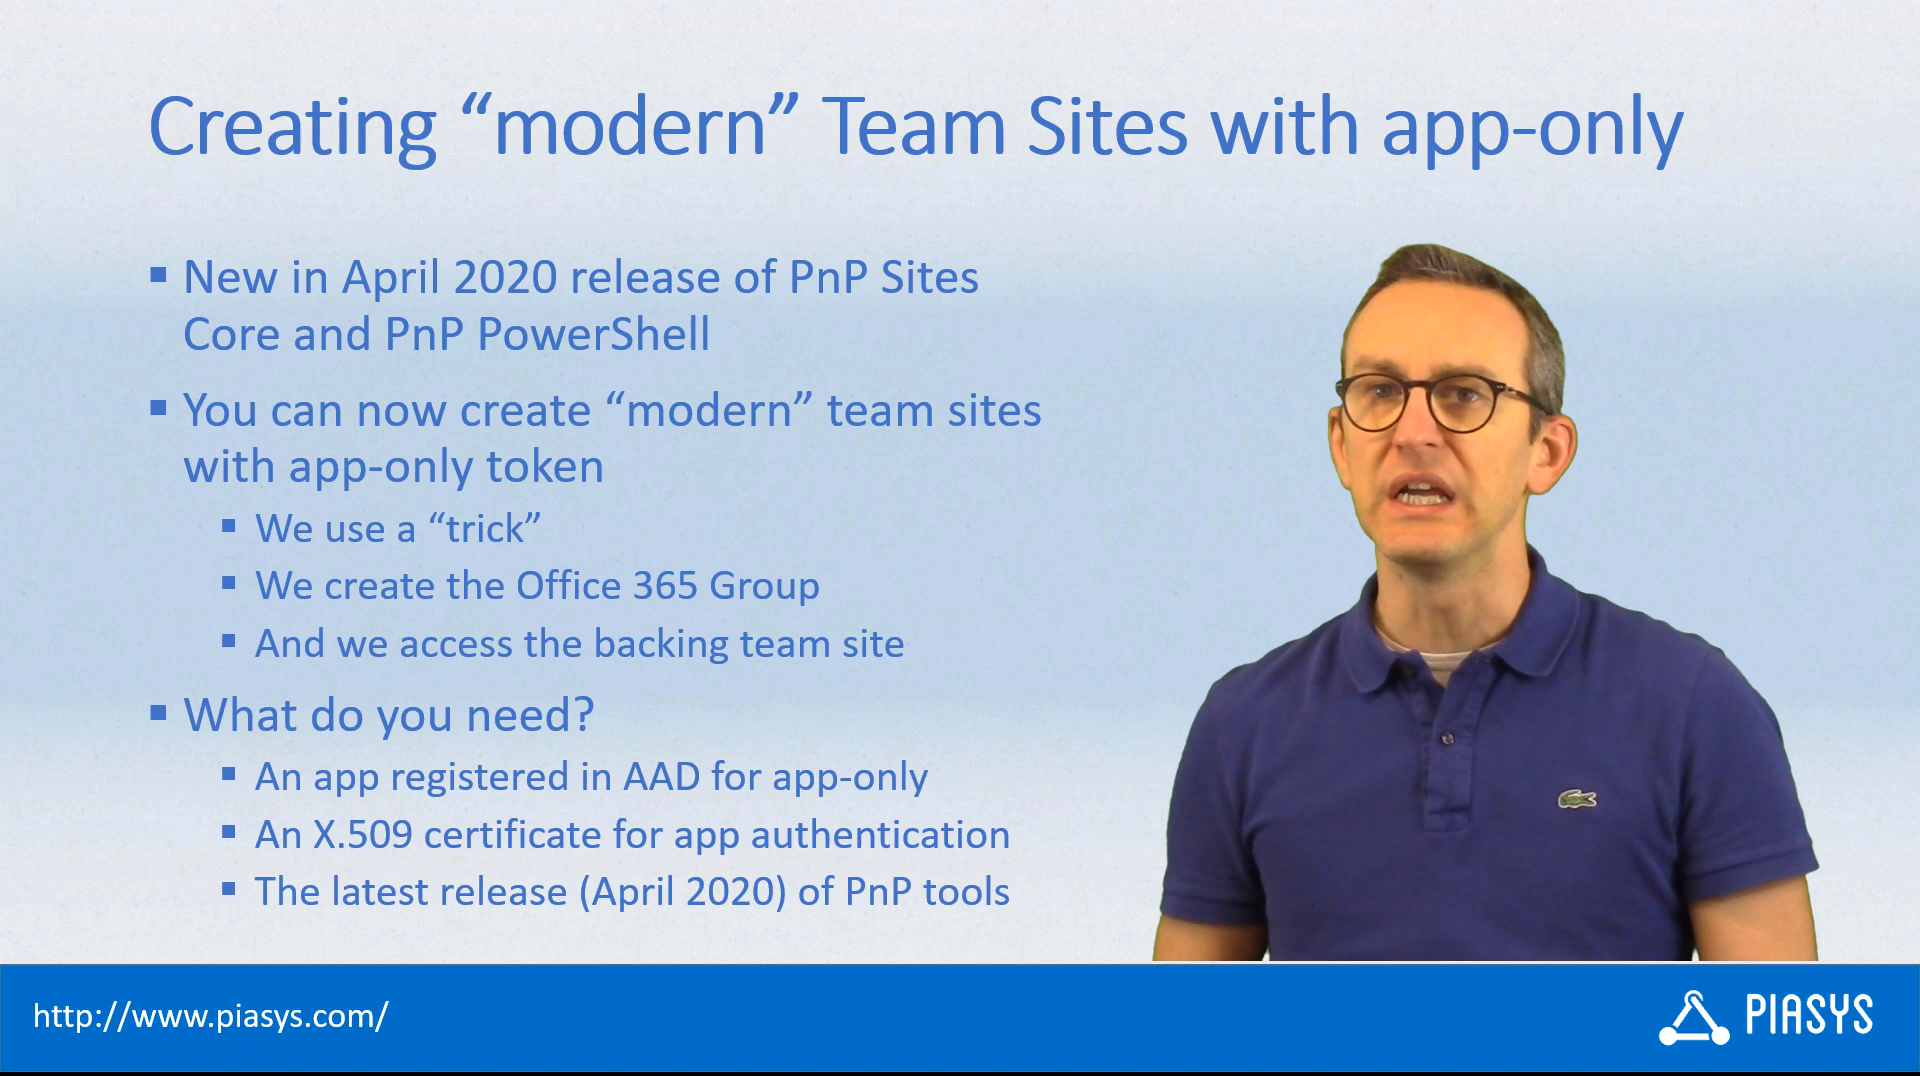 Creating “modern” Team Sites with app-only
▪ New in April 2020 release of PnP Sites
Core and PnP PowerShell
▪ You can now create “modern” team sites
with app-only token
▪ We use a “trick”
▪ We create the Office 365 Group
▪ And we access the backing team site
▪ What do you need?
▪ An app registered in AAD for app-only
▪ An X.509 certificate for app authentication
▪ The latest release (April 2020) of PnP tools
http://www.piasys.com/
PIASYS